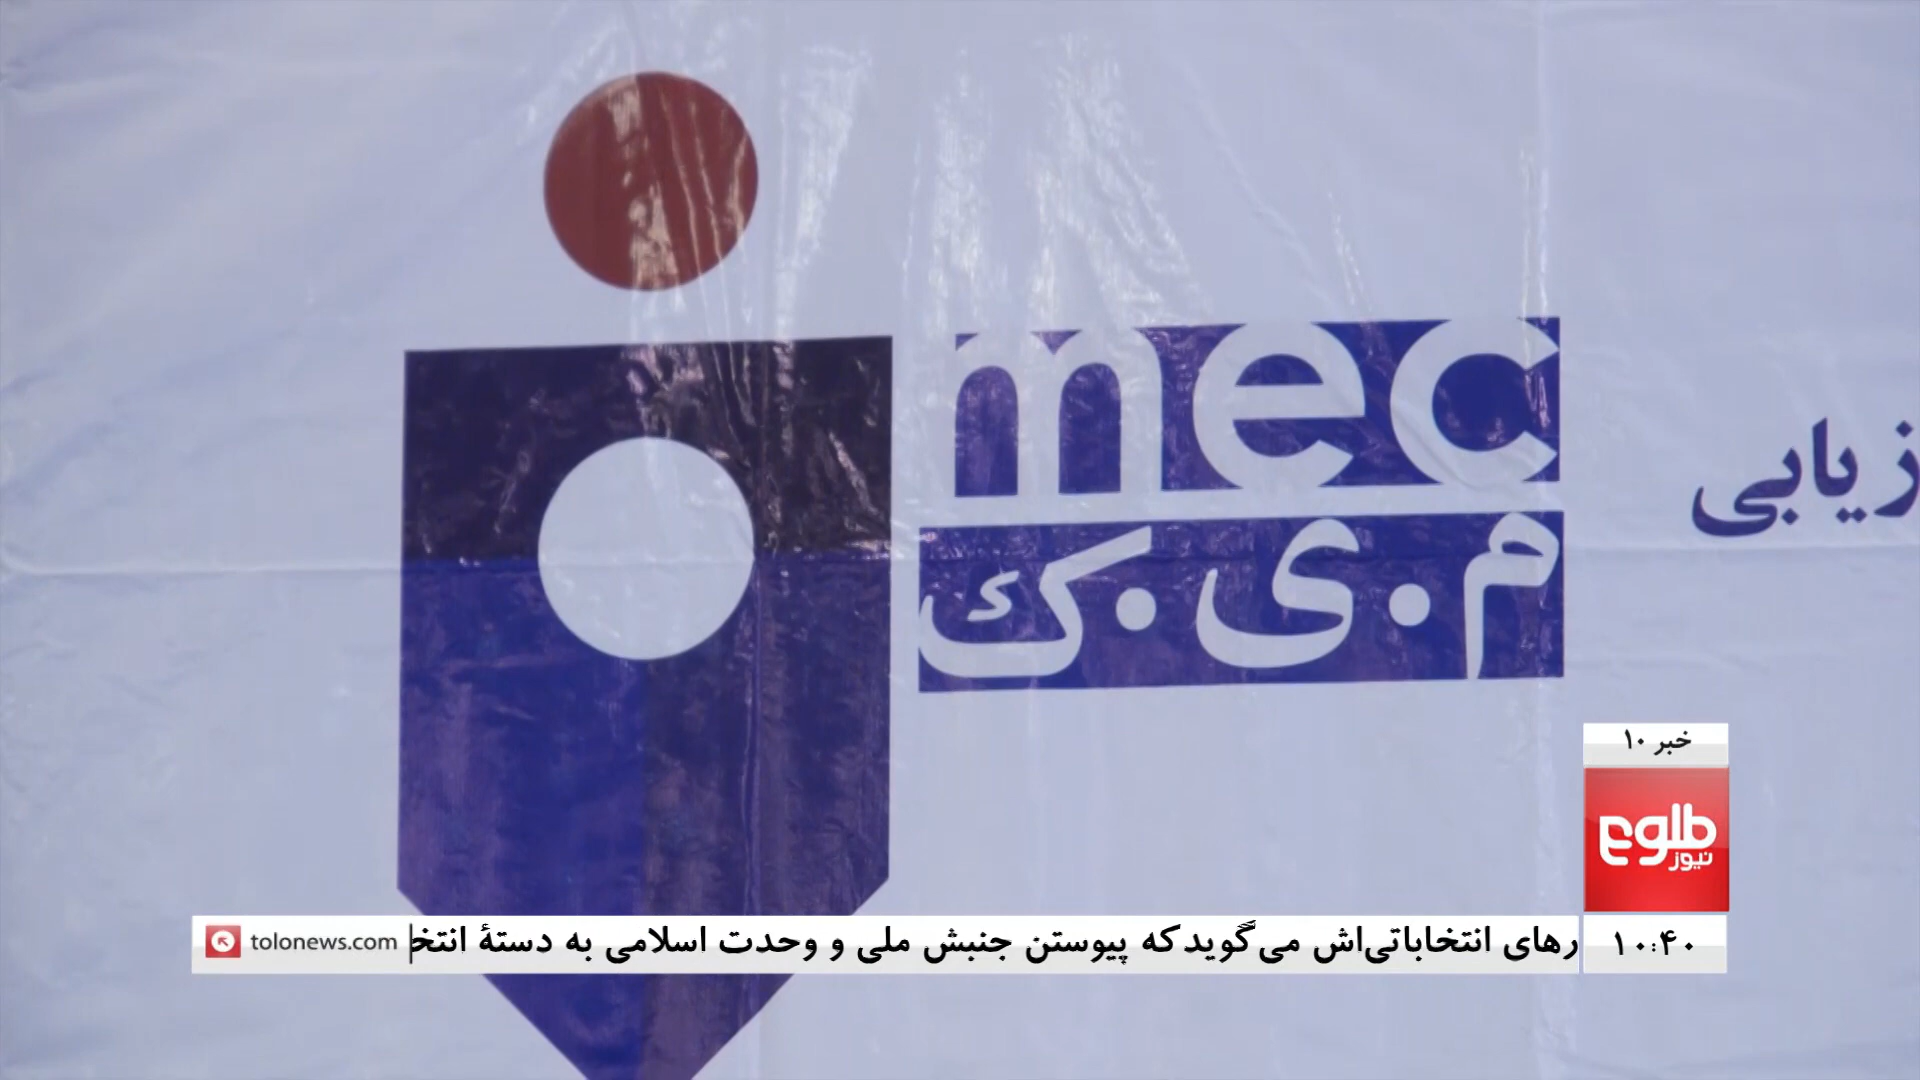 mec
م.ی.ک
زیابی
خبر ۱۰
طلوع
نیوز
tolonews.com
رهای انتخاباتی‌اش می‌گوید که پیوستن جنبش ملی و وحدت اسلامی به دستهٔ انتخ
۱۰:۴۰